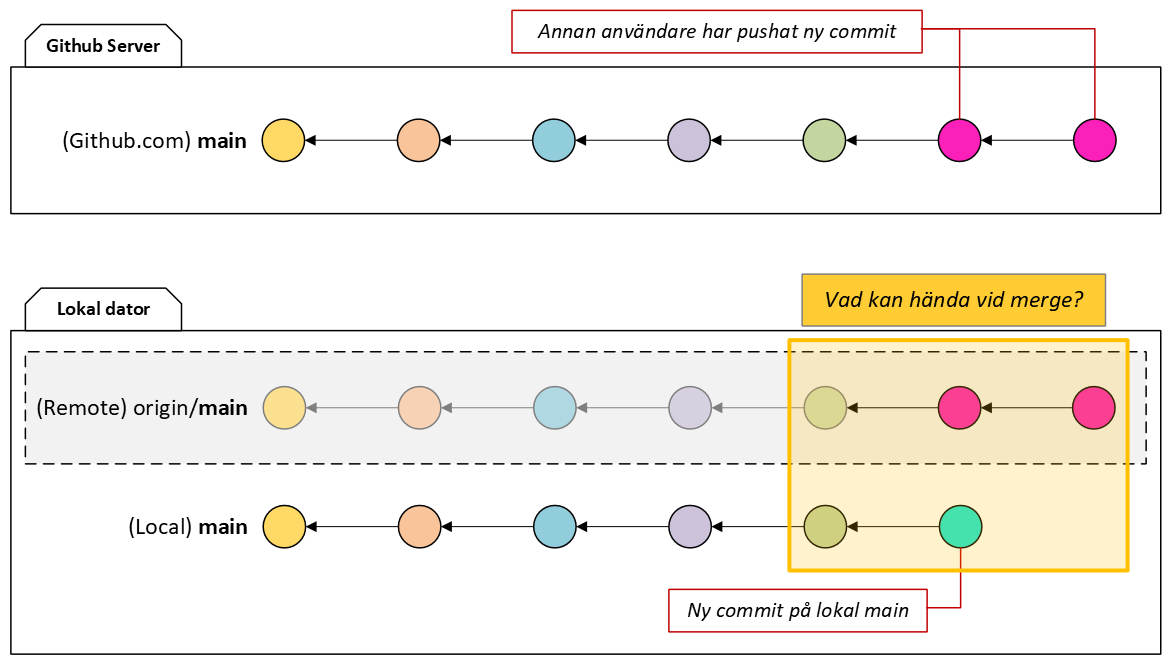 Annan användare har pushat ny commit
Github Server
(Github.com) main
Vad kan hända vid merge?
Lokal dator
(Remote) origin/main
(Local) main
Ny commit på lokal main